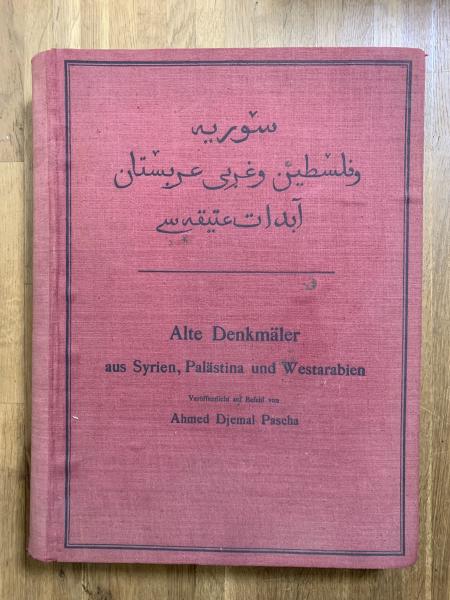 سوریه
وفلسطین وغربی عربستان
آبدات عتیقه سی
Alte Denkmäler
aus Syrien, Palästina und Westarabien
Veröffentlicht auf Befehl von
Ahmed Djemal Pascha